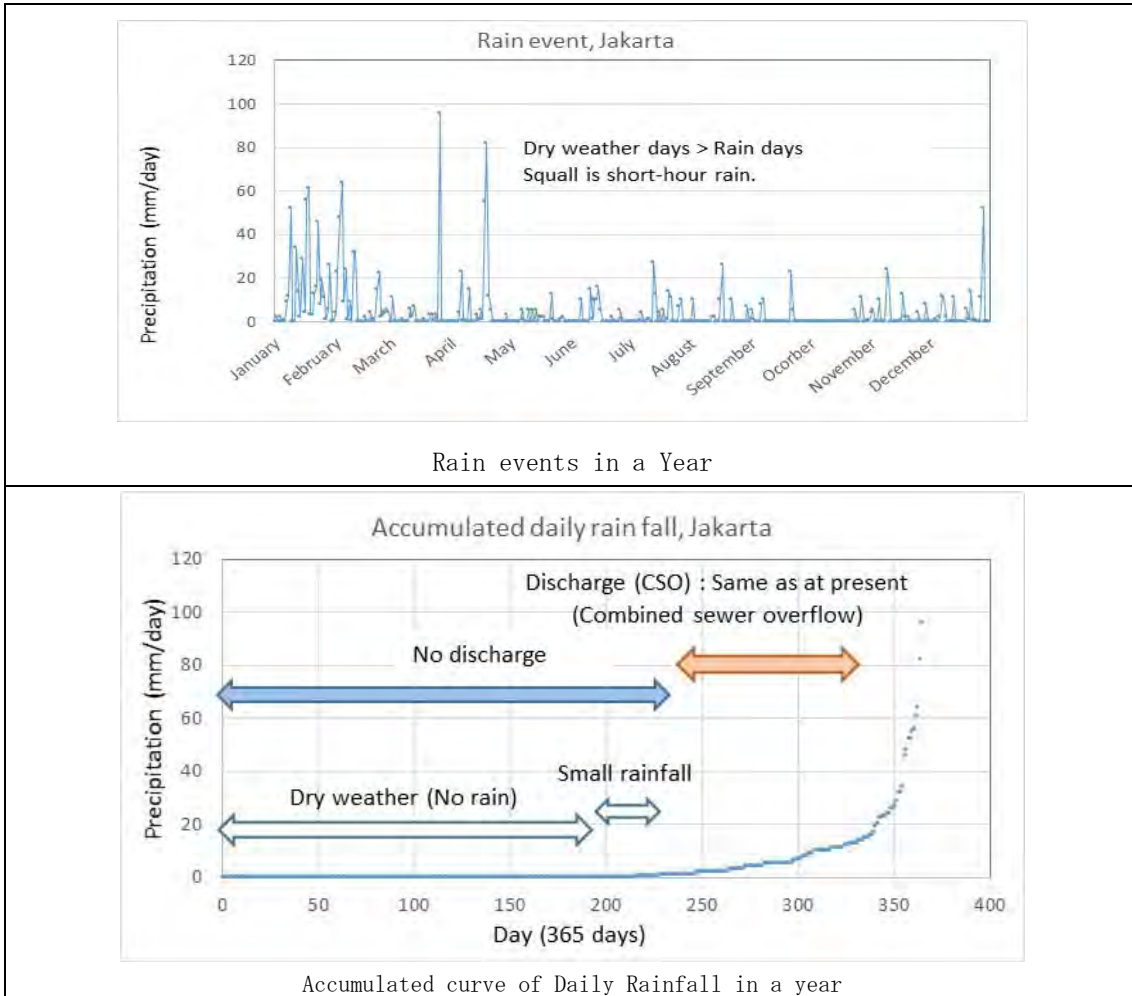 Rain event, Jakarta
120
100
80
60
40
20
0
Precipitation (mm/day)
Dry weather days > Rain days
Squall is short-hour rain.
January
February
March
April
May
June
July
August
September
Ocorber
November
December
Rain events in a Year
Accumulated daily rain fall, Jakarta
120
100
80
60
40
20
0
Precipitation (mm/day)
Discharge (CSO) : Same as at present
(Combined sewer overflow)
No discharge
Small rainfall
Dry weather (No rain)
0
50
100
150
200
250
300
350
400
Day (365 days)
Accumulated curve of Daily Rainfall in a year